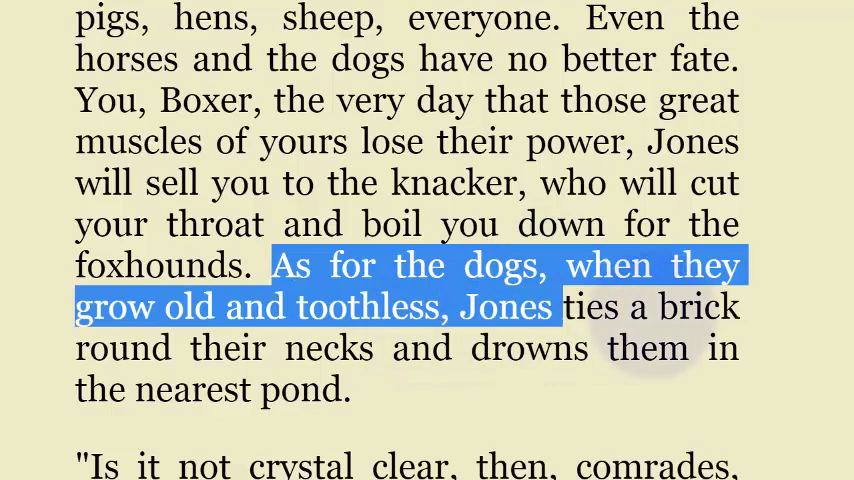 pigs, hens, sheep, everyone. Even the
horses and the dogs have no better fate.
You, Boxer, the very day that those great
muscles of yours lose their power, Jones
will sell you to the knacker, who will cut
your throat and boil you down for the
foxhounds. As for the dogs, when they
grow old and toothless, Jones ties a brick
round their necks and drowns them in
the nearest pond.
"Is it not crystal clear, then, comrades,